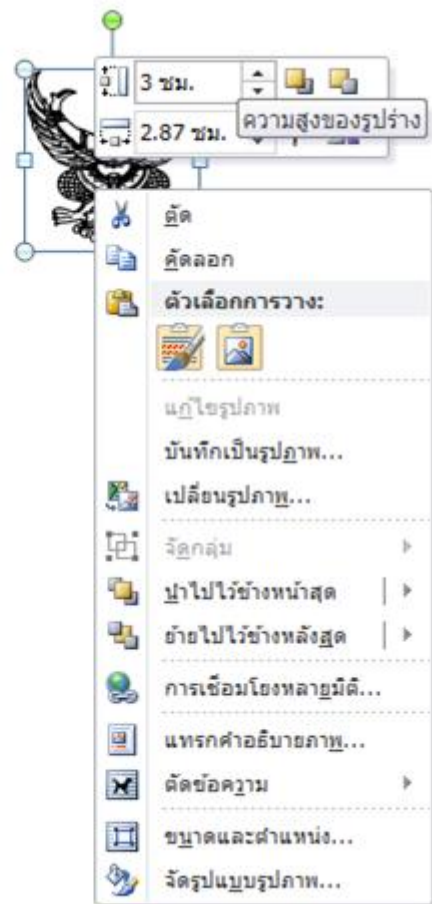 3 ซม.
2.87 ซม.
ความสูงของรูปร่าง
ตัด
คัดลอก
ตัวเลือกการวาง:
แก้ไขรูปภาพ
บันทึกเป็นรูปภาพ...
เปลี่ยนรูปภาพ...
จัดกลุ่ม
นำไปไว้ข้างหน้าสุด
ย้ายไปไว้ข้างหลังสุด
การเชื่อมโยงหลายมิติ...
แทรกคำอธิบายภาพ...
ตัดข้อความ
ขนาดและตำแหน่ง...
จัดรูปแบบรูปภาพ...